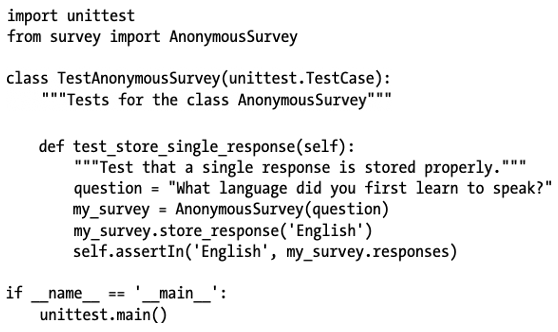 import unittest
from survey import AnonymousSurvey

class TestAnonymousSurvey(unittest.TestCase):
    """Tests for the class AnonymousSurvey"""

    def test_store_single_response(self):
        """Test that a single response is stored properly."""
        question = "What language did you first learn to speak?"
        my_survey = AnonymousSurvey(question)
        my_survey.store_response('English')
        self.assertIn('English', my_survey.responses)

if __name__ == '__main__':
    unittest.main()